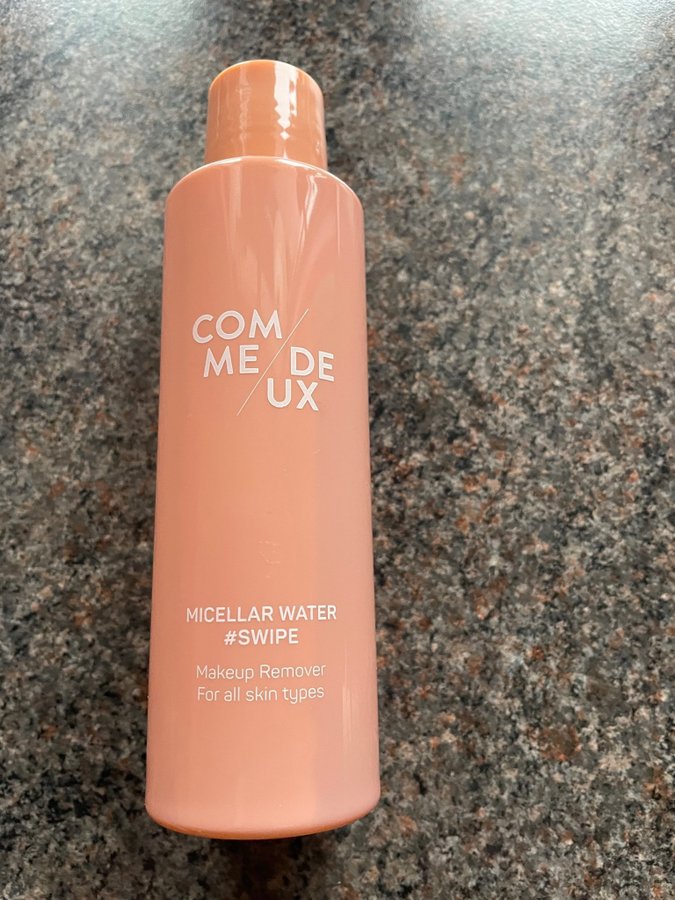 COM
ME/DE
UX
MICELLAR WATER
#SWIPE
Makeup Remover
For all skin types